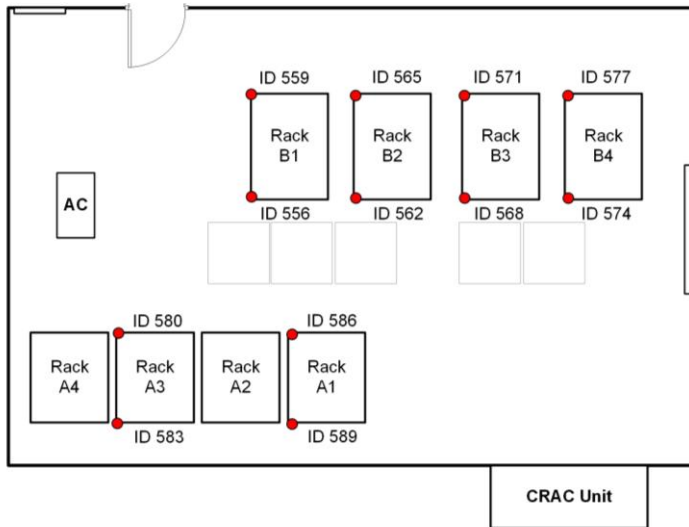 ID 559
ID 565
ID 571
ID 577
Rack
B1
Rack
B2
Rack
B3
Rack
B4
AC
ID 556
ID 562
ID 568
ID 574
ID 580
ID 586
Rack
A4
Rack
A3
Rack
A2
Rack
A1
ID 583
ID 589
CRAC Unit